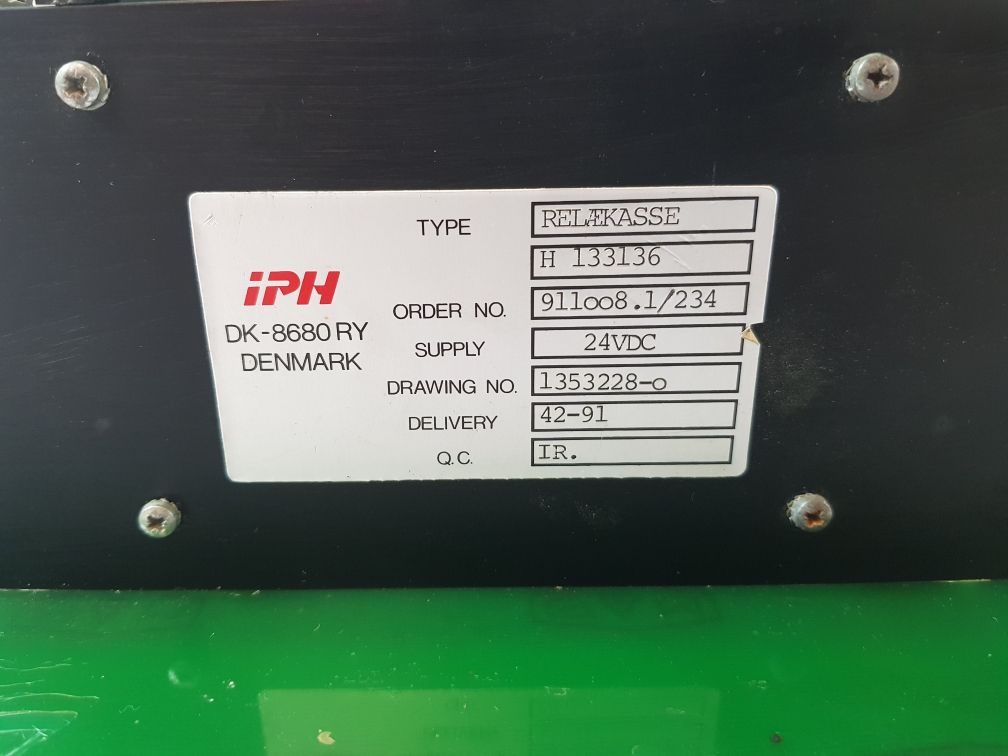 TYPE RELÆKASSE
H 133136
iPH
DK-8680 RY
DENMARK
ORDER NO. 911oo8.1/234
SUPPLY 24VDC
DRAWING NO. 1353228-o
DELIVERY 42-91
Q.C. IR.